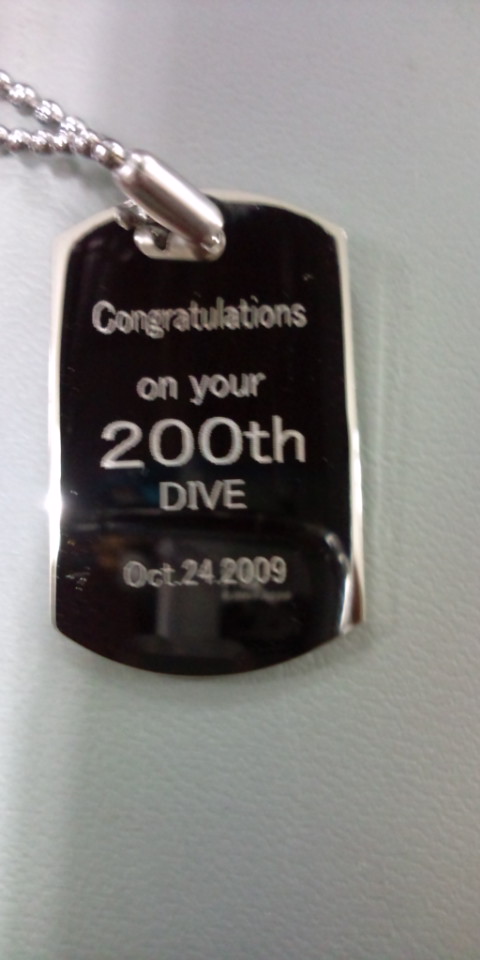 Congratulations
on your
200th
DIVE
Oct.24.2009